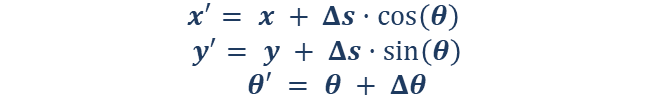 x′ = x + Δs · cos(θ)
y′ = y + Δs · sin(θ)
θ′ = θ + Δθ